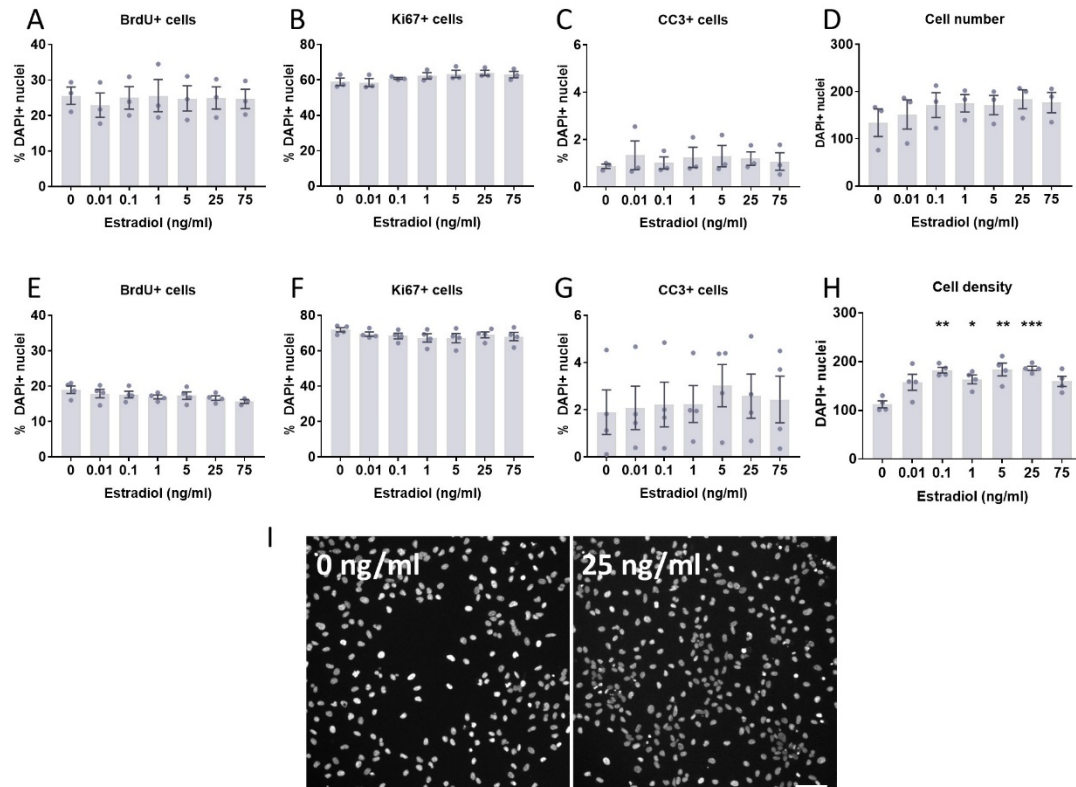 A
BrdU+ cells
% DAPI+ nuclei
40
30
20
10
0
0 0.01 0.1 1 5 25 75
Estradiol (ng/ml)
B
Ki67+ cells
% DAPI+ nuclei
100
80
60
40
20
0
0 0.01 0.1 1 5 25 75
Estradiol (ng/ml)
C
CC3+ cells
% DAPI+ nuclei
6
4
2
0
0 0.01 0.1 1 5 25 75
Estradiol (ng/ml)
D
Cell number
DAPI+ nuclei
300
200
100
0
0 0.01 0.1 1 5 25 75
Estradiol (ng/ml)
E
BrdU+ cells
% DAPI+ nuclei
40
30
20
10
0
0 0.01 0.1 1 5 25 75
Estradiol (ng/ml)
F
Ki67+ cells
% DAPI+ nuclei
100
80
60
40
20
0
0 0.01 0.1 1 5 25 75
Estradiol (ng/ml)
G
CC3+ cells
% DAPI+ nuclei
6
4
2
0
0 0.01 0.1 1 5 25 75
Estradiol (ng/ml)
H
Cell density
DAPI+ nuclei
300
200
100
0
** * ** ***
0 0.01 0.1 1 5 25 75
Estradiol (ng/ml)
I
0 ng/ml
25 ng/ml